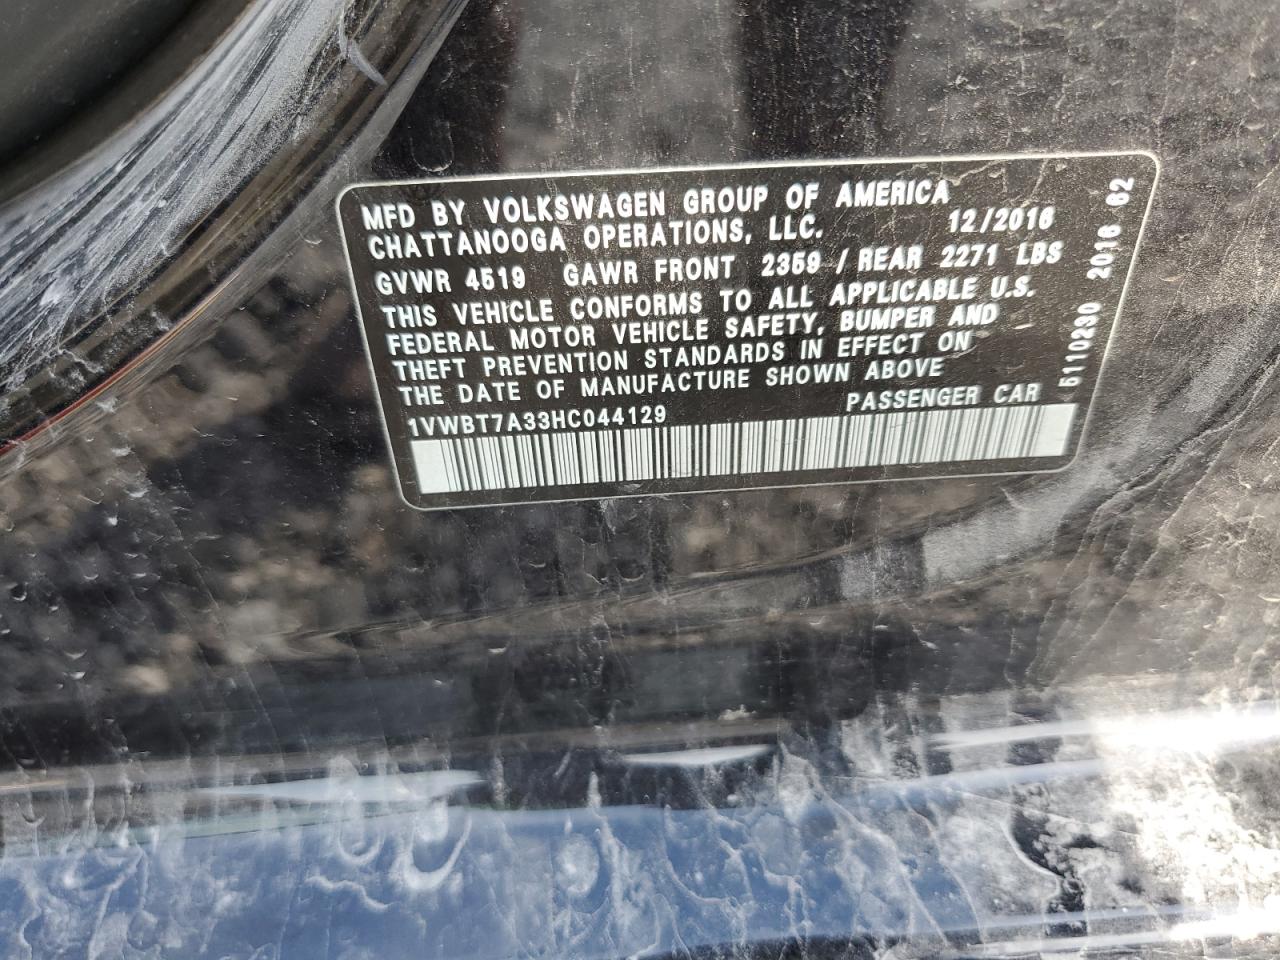 MFD BY VOLKSWAGEN GROUP OF AMERICA
CHATTANOOGA OPERATIONS, LLC. 12/2016
GVWR 4519 GAWR FRONT 2359 / REAR 2271 LBS
THIS VEHICLE CONFORMS TO ALL APPLICABLE U.S.
FEDERAL MOTOR VEHICLE SAFETY, BUMPER AND
THEFT PREVENTION STANDARDS IN EFFECT ON
THE DATE OF MANUFACTURE SHOWN ABOVE
1VWBT7A33HC044129 PASSENGER CAR
5110230 2016 62